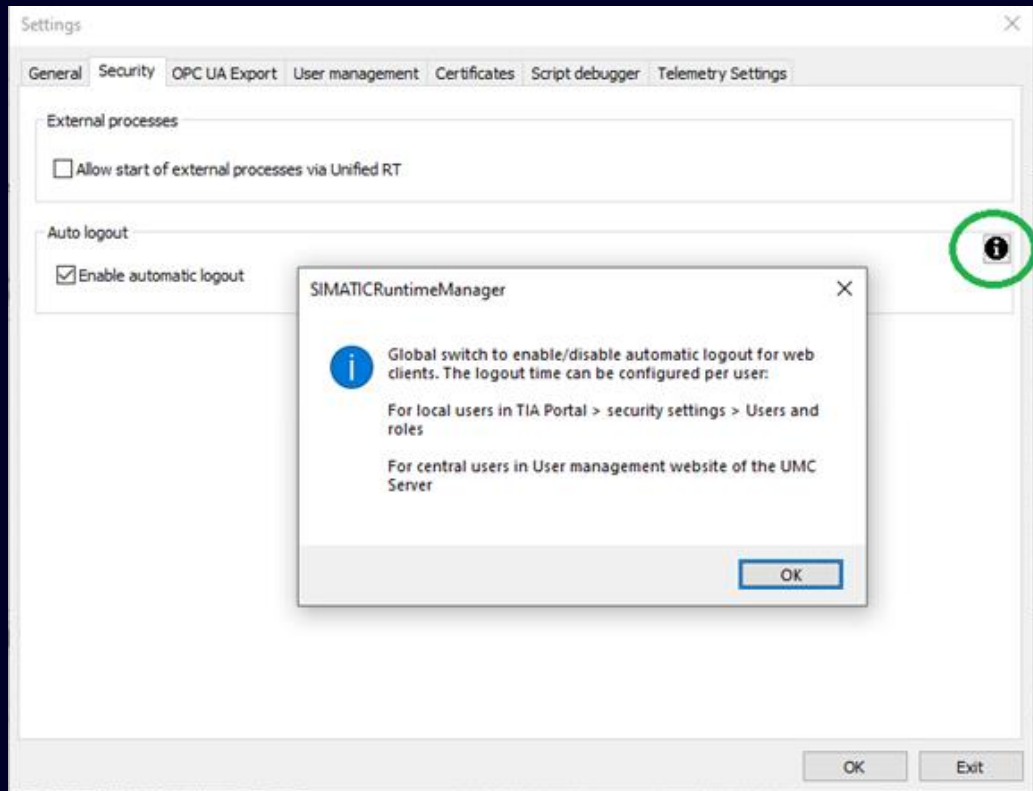 Settings
General Security OPC UA Export User management Certificates Script debugger Telemetry Settings
External processes
Allow start of external processes via Unified RT
Auto logout
Enable automatic logout
SIMATICRuntimeManager
Global switch to enable/disable automatic logout for web
clients. The logout time can be configured per user:
For local users in TIA Portal > security settings > Users and
roles
For central users in User management website of the UMC
Server
OK
OK Exit